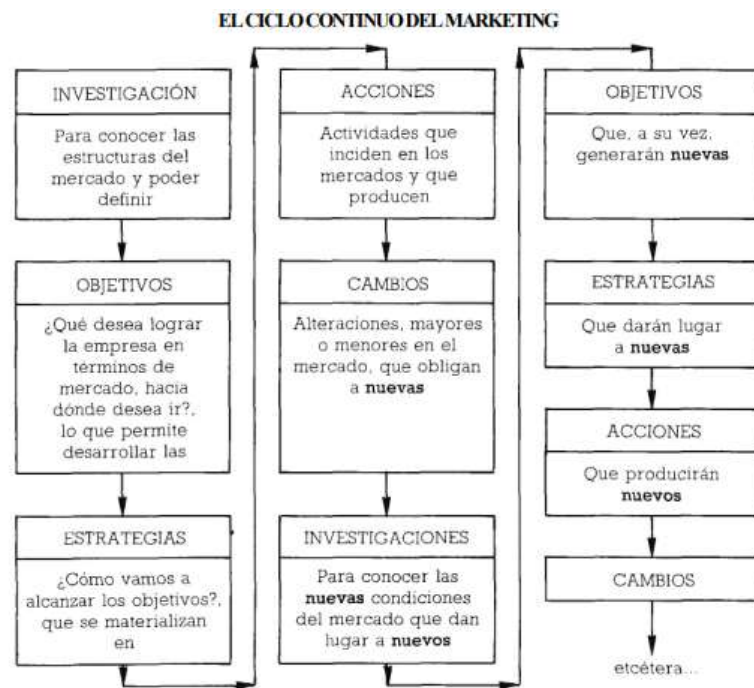 EL CICLO CONTINUO DEL MARKETING
INVESTIGACIÓN
Para conocer las
estructuras del
mercado y poder
definir
OBJETIVOS
¿Qué desea lograr
la empresa en
términos de
mercado, hacia
dónde desea ir?,
lo que permite
desarrollar las
ESTRATEGIAS
¿Cómo vamos a
alcanzar los objetivos?,
que se materializan
en
ACCIONES
Actividades que
inciden en los
mercados y que
producen
CAMBIOS
Alteraciones, mayores
o menores en el
mercado, que obligan
a nuevas
INVESTIGACIONES
Para conocer las
nuevas condiciones
del mercado que dan
lugar a nuevos
OBJETIVOS
Que, a su vez,
generarán nuevas
ESTRATEGIAS
Que darán lugar
a nuevas
ACCIONES
Que producirán
nuevos
CAMBIOS
etcétera...